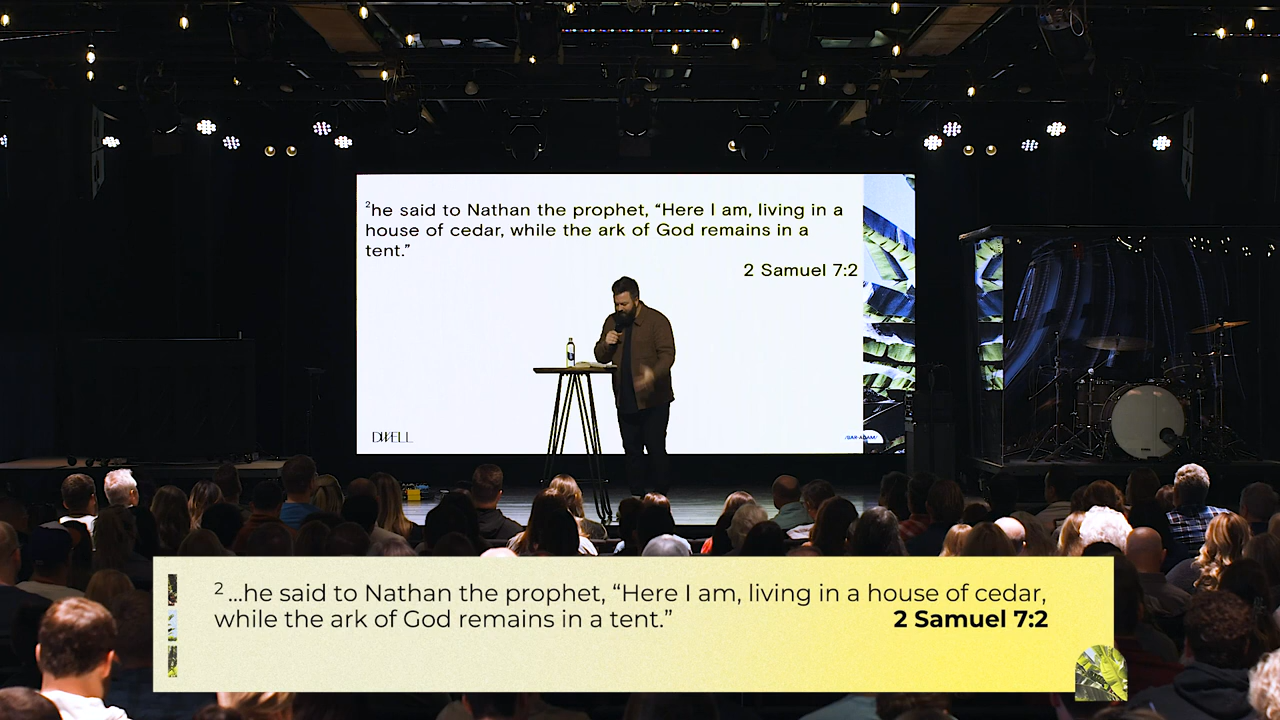 ²he said to Nathan the prophet, “Here I am, living in a
house of cedar, while the ark of God remains in a
tent.”
2 Samuel 7:2
DWELL
² ...he said to Nathan the prophet, “Here I am, living in a house of cedar,
while the ark of God remains in a tent.”
2 Samuel 7:2